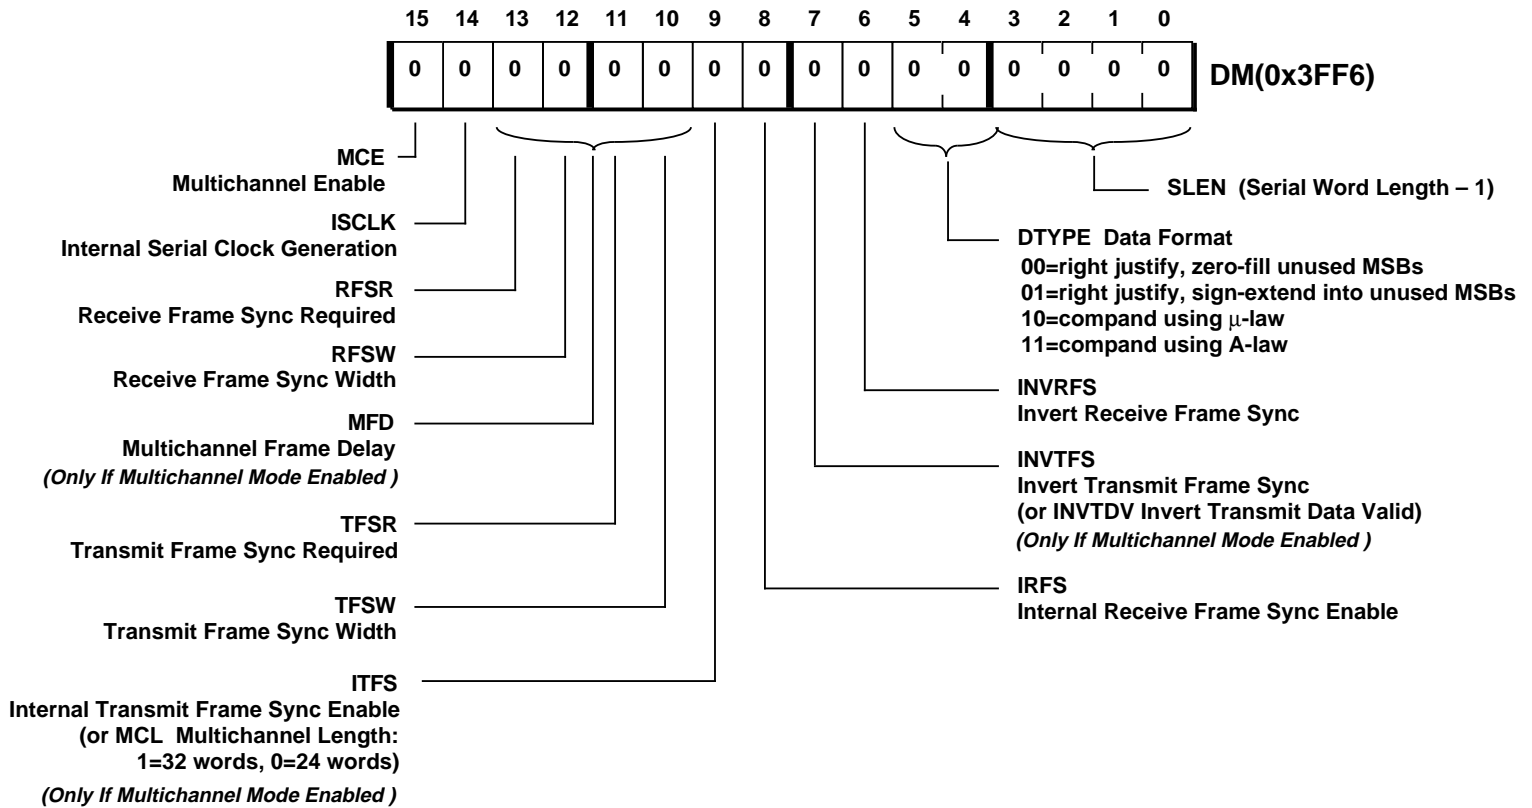 15 14 13 12 11 10 9 8 7 6 5 4 3 2 1 0
0 0 0 0 0 0 0 0 0 0 0 0 0 0 0 0
DM(0x3FF6)
MCE
Multichannel Enable
ISCLK
Internal Serial Clock Generation
RFSR
Receive Frame Sync Required
RFSW
Receive Frame Sync Width
MFD
Multichannel Frame Delay
(Only If Multichannel Mode Enabled )
TFSR
Transmit Frame Sync Required
TFSW
Transmit Frame Sync Width
ITFS
Internal Transmit Frame Sync Enable
(or MCL Multichannel Length:
1=32 words, 0=24 words)
(Only If Multichannel Mode Enabled )
SLEN (Serial Word Length – 1)
DTYPE Data Format
00=right justify, zero-fill unused MSBs
01=right justify, sign-extend into unused MSBs
10=compand using μ-law
11=compand using A-law
INVRFS
Invert Receive Frame Sync
INVTFS
Invert Transmit Frame Sync
(or INVTDV Invert Transmit Data Valid)
(Only If Multichannel Mode Enabled )
IRFS
Internal Receive Frame Sync Enable